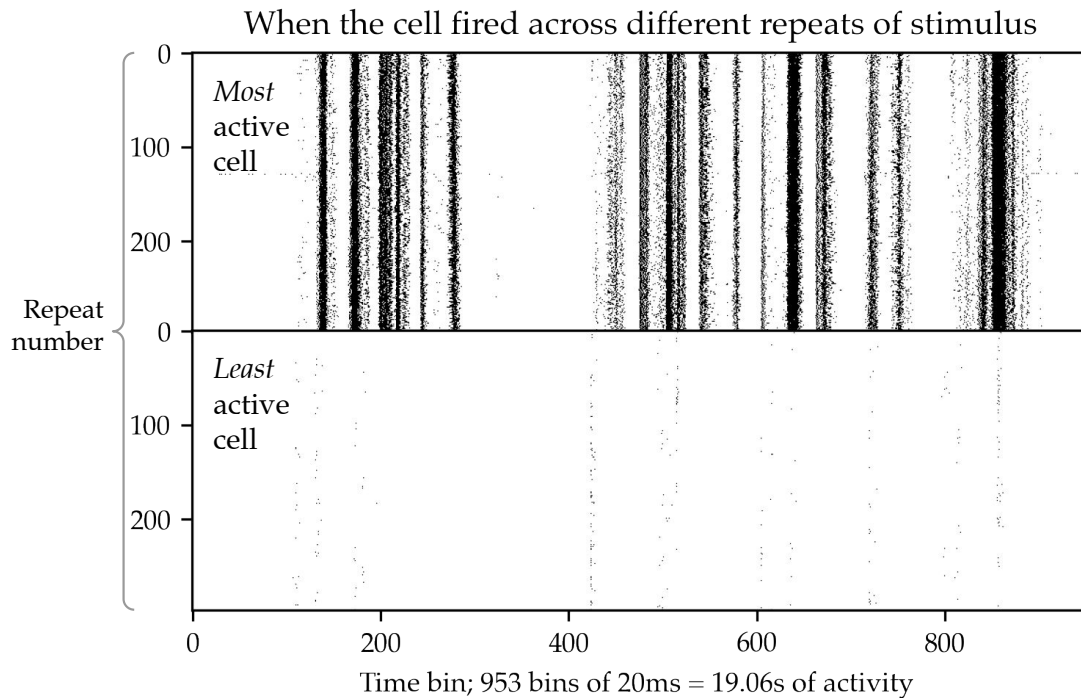 When the cell fired across different repeats of stimulus
0
Most
active
cell
100
200
Repeat
number
0
Least
active
cell
100
200
0 200 400 600 800
Time bin; 953 bins of 20ms = 19.06s of activity